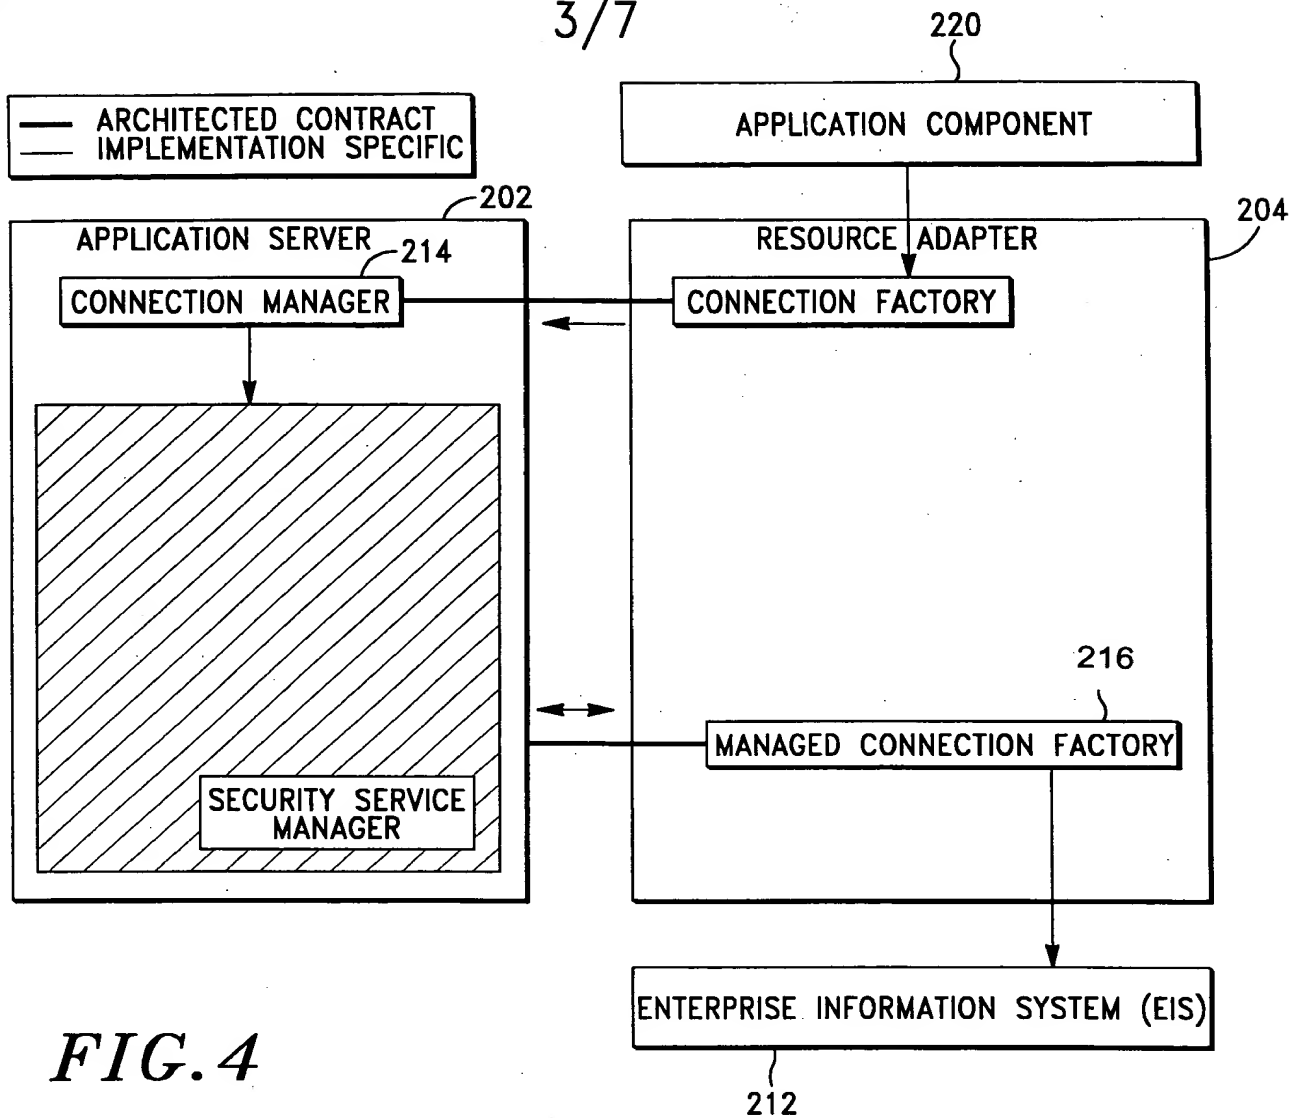 3/7
220
ARCHITECTED CONTRACT
IMPLEMENTATION SPECIFIC
APPLICATION COMPONENT
202
204
APPLICATION SERVER
214
RESOURCE ADAPTER
CONNECTION MANAGER
CONNECTION FACTORY
216
MANAGED CONNECTION FACTORY
SECURITY SERVICE
MANAGER
ENTERPRISE INFORMATION SYSTEM (EIS)
FIG. 4
212